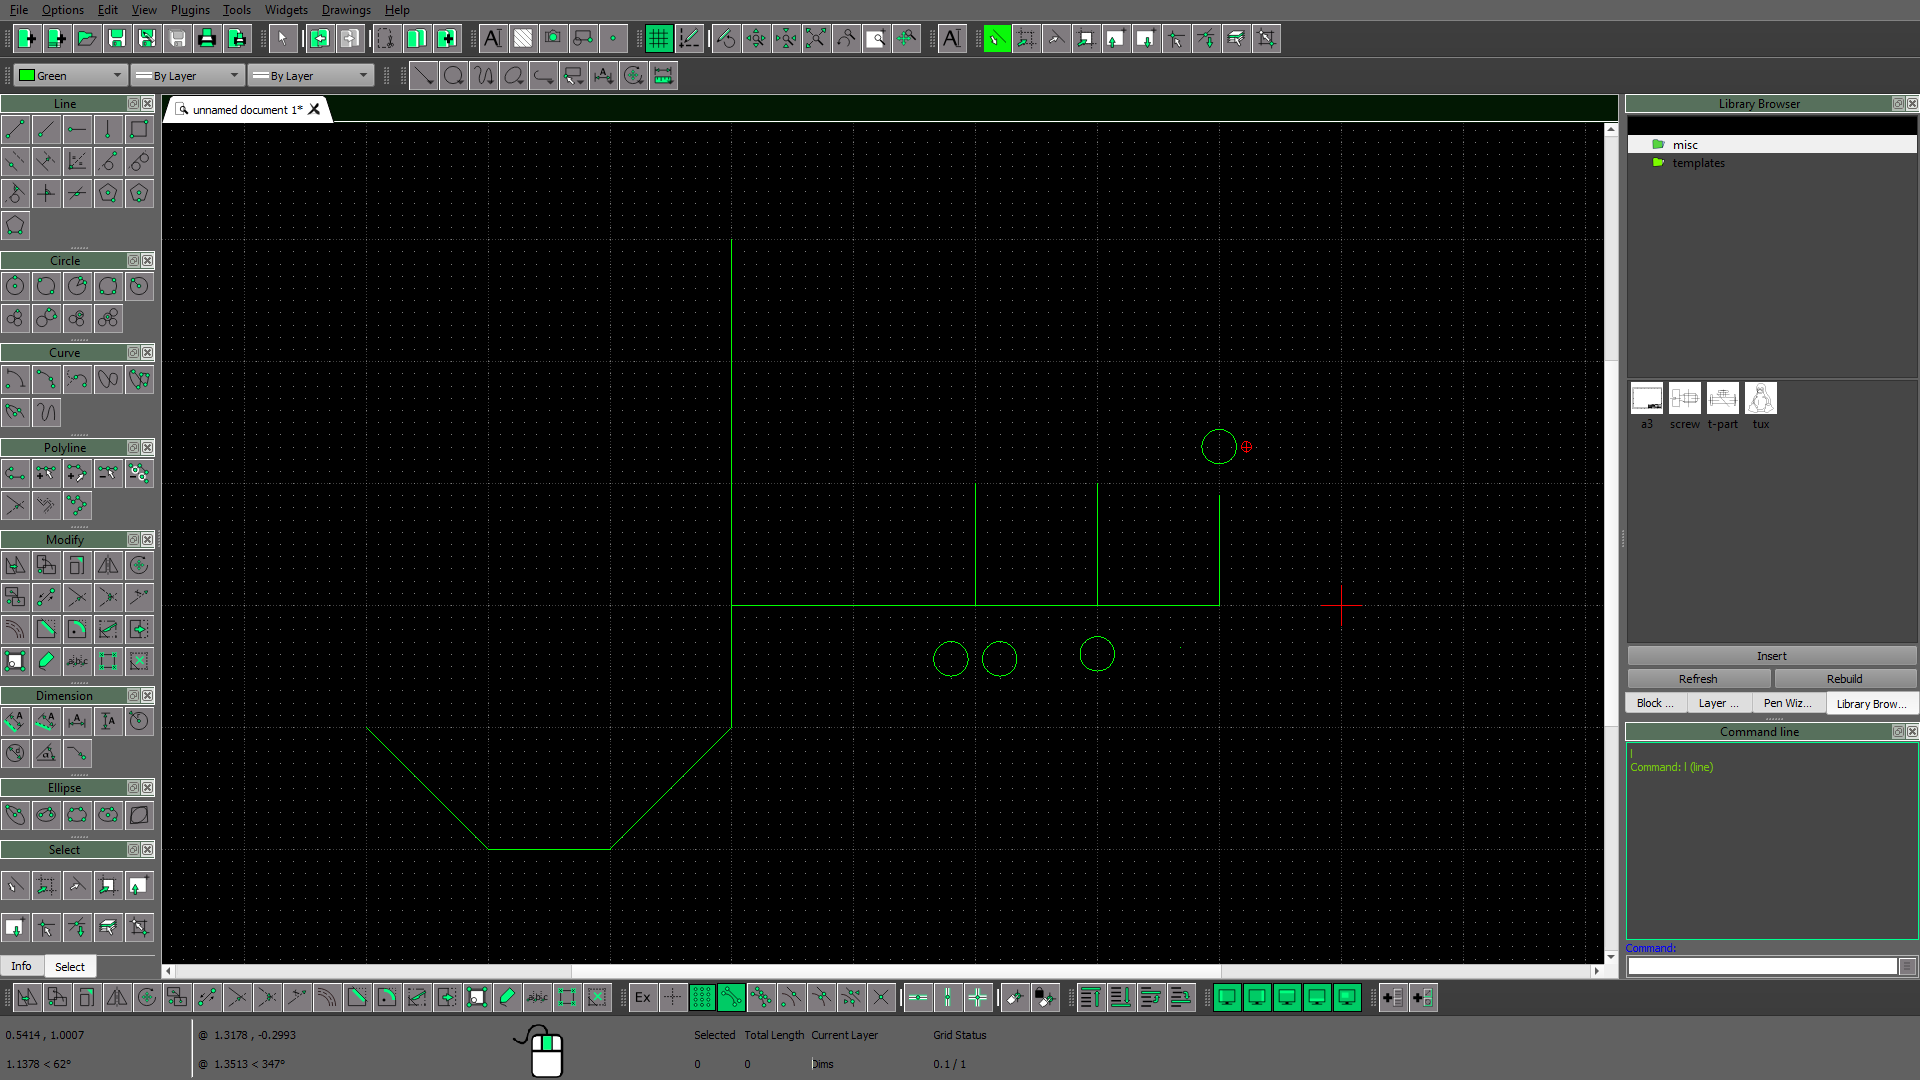 File Options Edit View Plugins Tools Widgets Drawings Help
Green By Layer By Layer
Line
unnamed document 1*
Library Browser
misc
templates
Circle
Curve
a3 screw t-part tux
Polyline
Modify
Insert
Refresh Rebuild
Dimension
Block ... Layer ... Pen Wiz... Library Brow...
Command line
l
Command: l (line)
Ellipse
Select
Command:
Info Select
Ex
0.5414 , 1.0007 @ 1.3178 , -0.2993 Selected Total Length Current Layer Grid Status
1.1378 < 62° @ 1.3513 < 347° 0 0 Dims 0.1 / 1